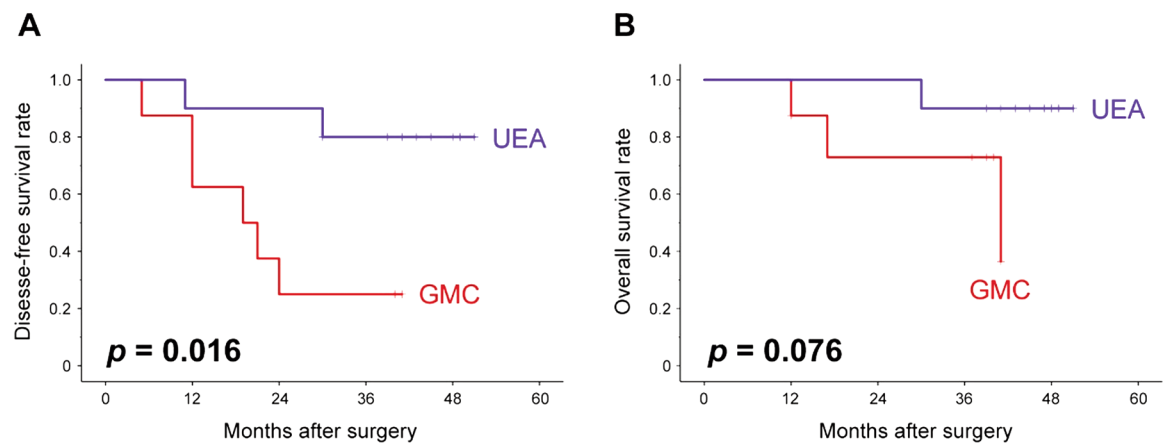 A
B
1.0
0.8
0.6
0.4
0.2
0
Disesse-free survival rate
UEA
GMC
p = 0.016
0 12 24 36 48 60
Months after surgery
1.0
0.8
0.6
0.4
0.2
0
Overall survival rate
UEA
GMC
p = 0.076
0 12 24 36 48 60
Months after surgery